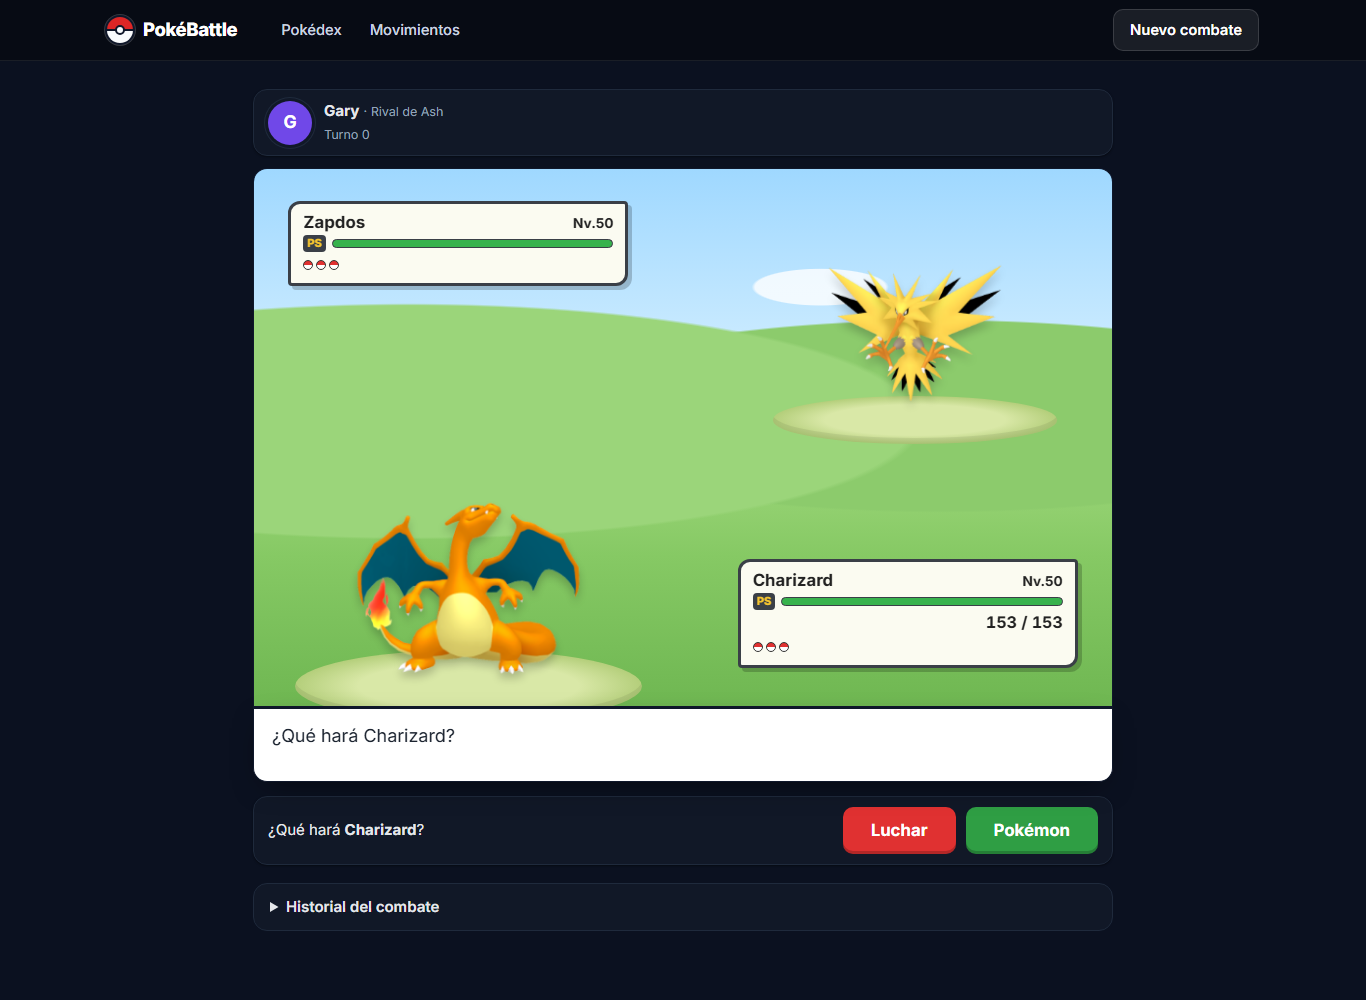 PokéBattle Pokédex Movimientos Nuevo combate
G
Gary · Rival de Ash
Turno 0
Zapdos Nv.50
PS
Charizard Nv.50
PS
153 / 153
¿Qué hará Charizard?
¿Qué hará Charizard? Luchar Pokémon
Historial del combate